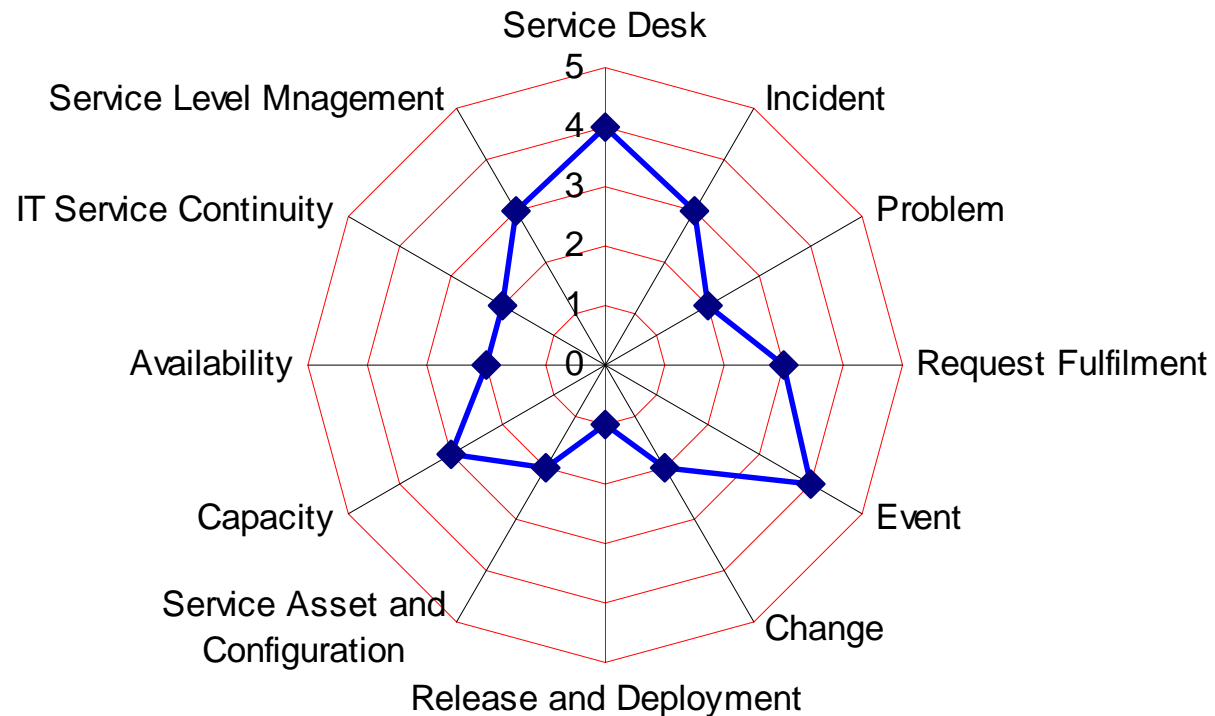 Service Desk
5
Service Level Mnagement
Incident
4
3
IT Service Continuity
Problem
2
1
Availability
0
Request Fulfilment
Capacity
Event
Service Asset and
Configuration
Change
Release and Deployment